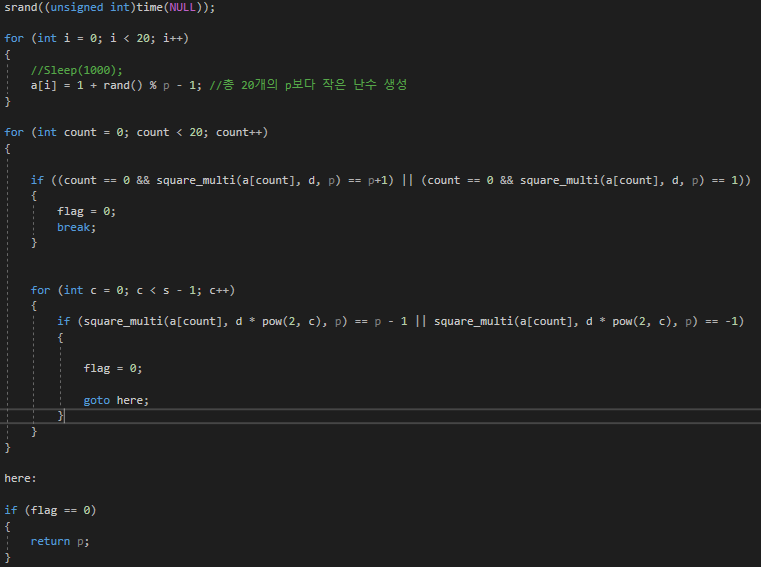 srand((unsigned int)time(NULL));
for (int i = 0; i < 20; i++)
{
//Sleep(1000);
a[i] = 1 + rand() % p - 1; //총 20개의 p보다 작은 난수 생성
}
for (int count = 0; count < 20; count++)
{
if ((count == 0 && square_multi(a[count], d, p) == p+1) || (count == 0 && square_multi(a[count], d, p) == 1))
{
flag = 0;
break;
}
for (int c = 0; c < s - 1; c++)
{
if (square_multi(a[count], d * pow(2, c), p) == p - 1 || square_multi(a[count], d * pow(2, c), p) == -1)
{
flag = 0;
goto here;
}
}
}
here:
if (flag == 0)
{
return p;
}